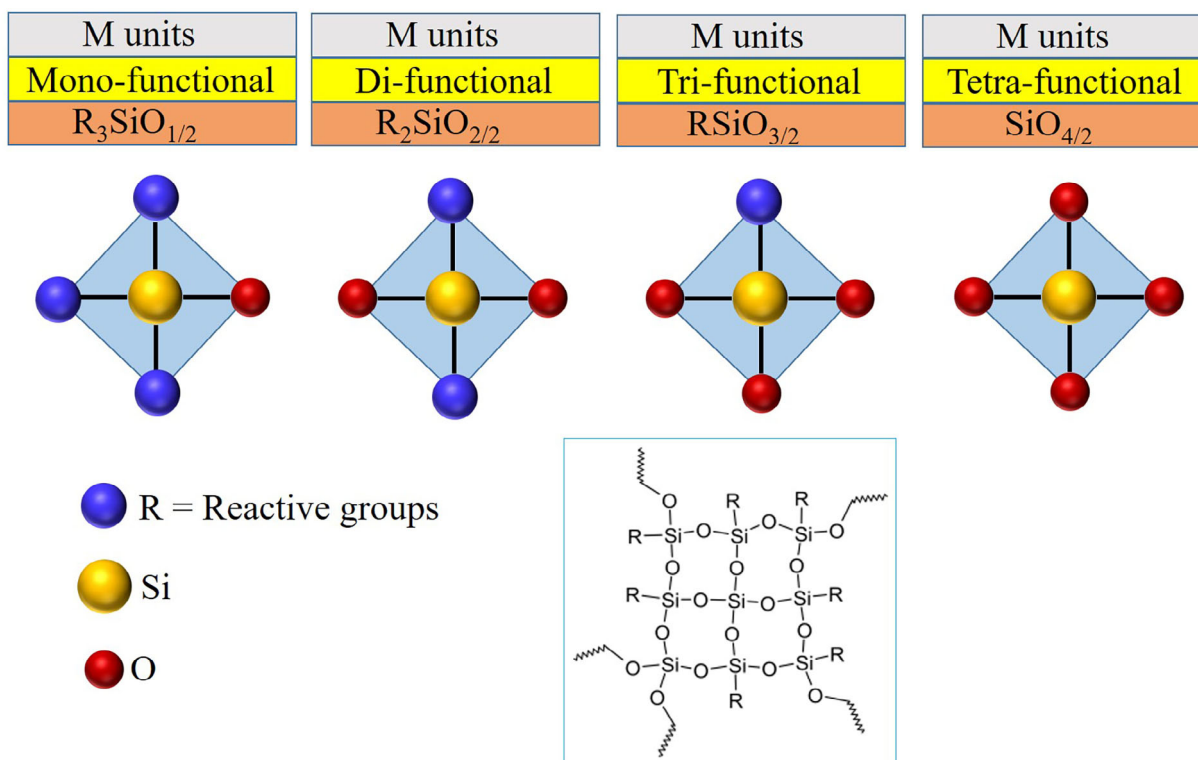 M units
Mono-functional
R₃SiO₁/₂
M units
Di-functional
R₂SiO₂/₂
M units
Tri-functional
RSiO₃/₂
M units
Tetra-functional
SiO₄/₂
R = Reactive groups
Si
O
O R R
R Si O Si O Si O
O O O
R Si O Si O Si R
O O O
O Si O Si O Si R
O R O